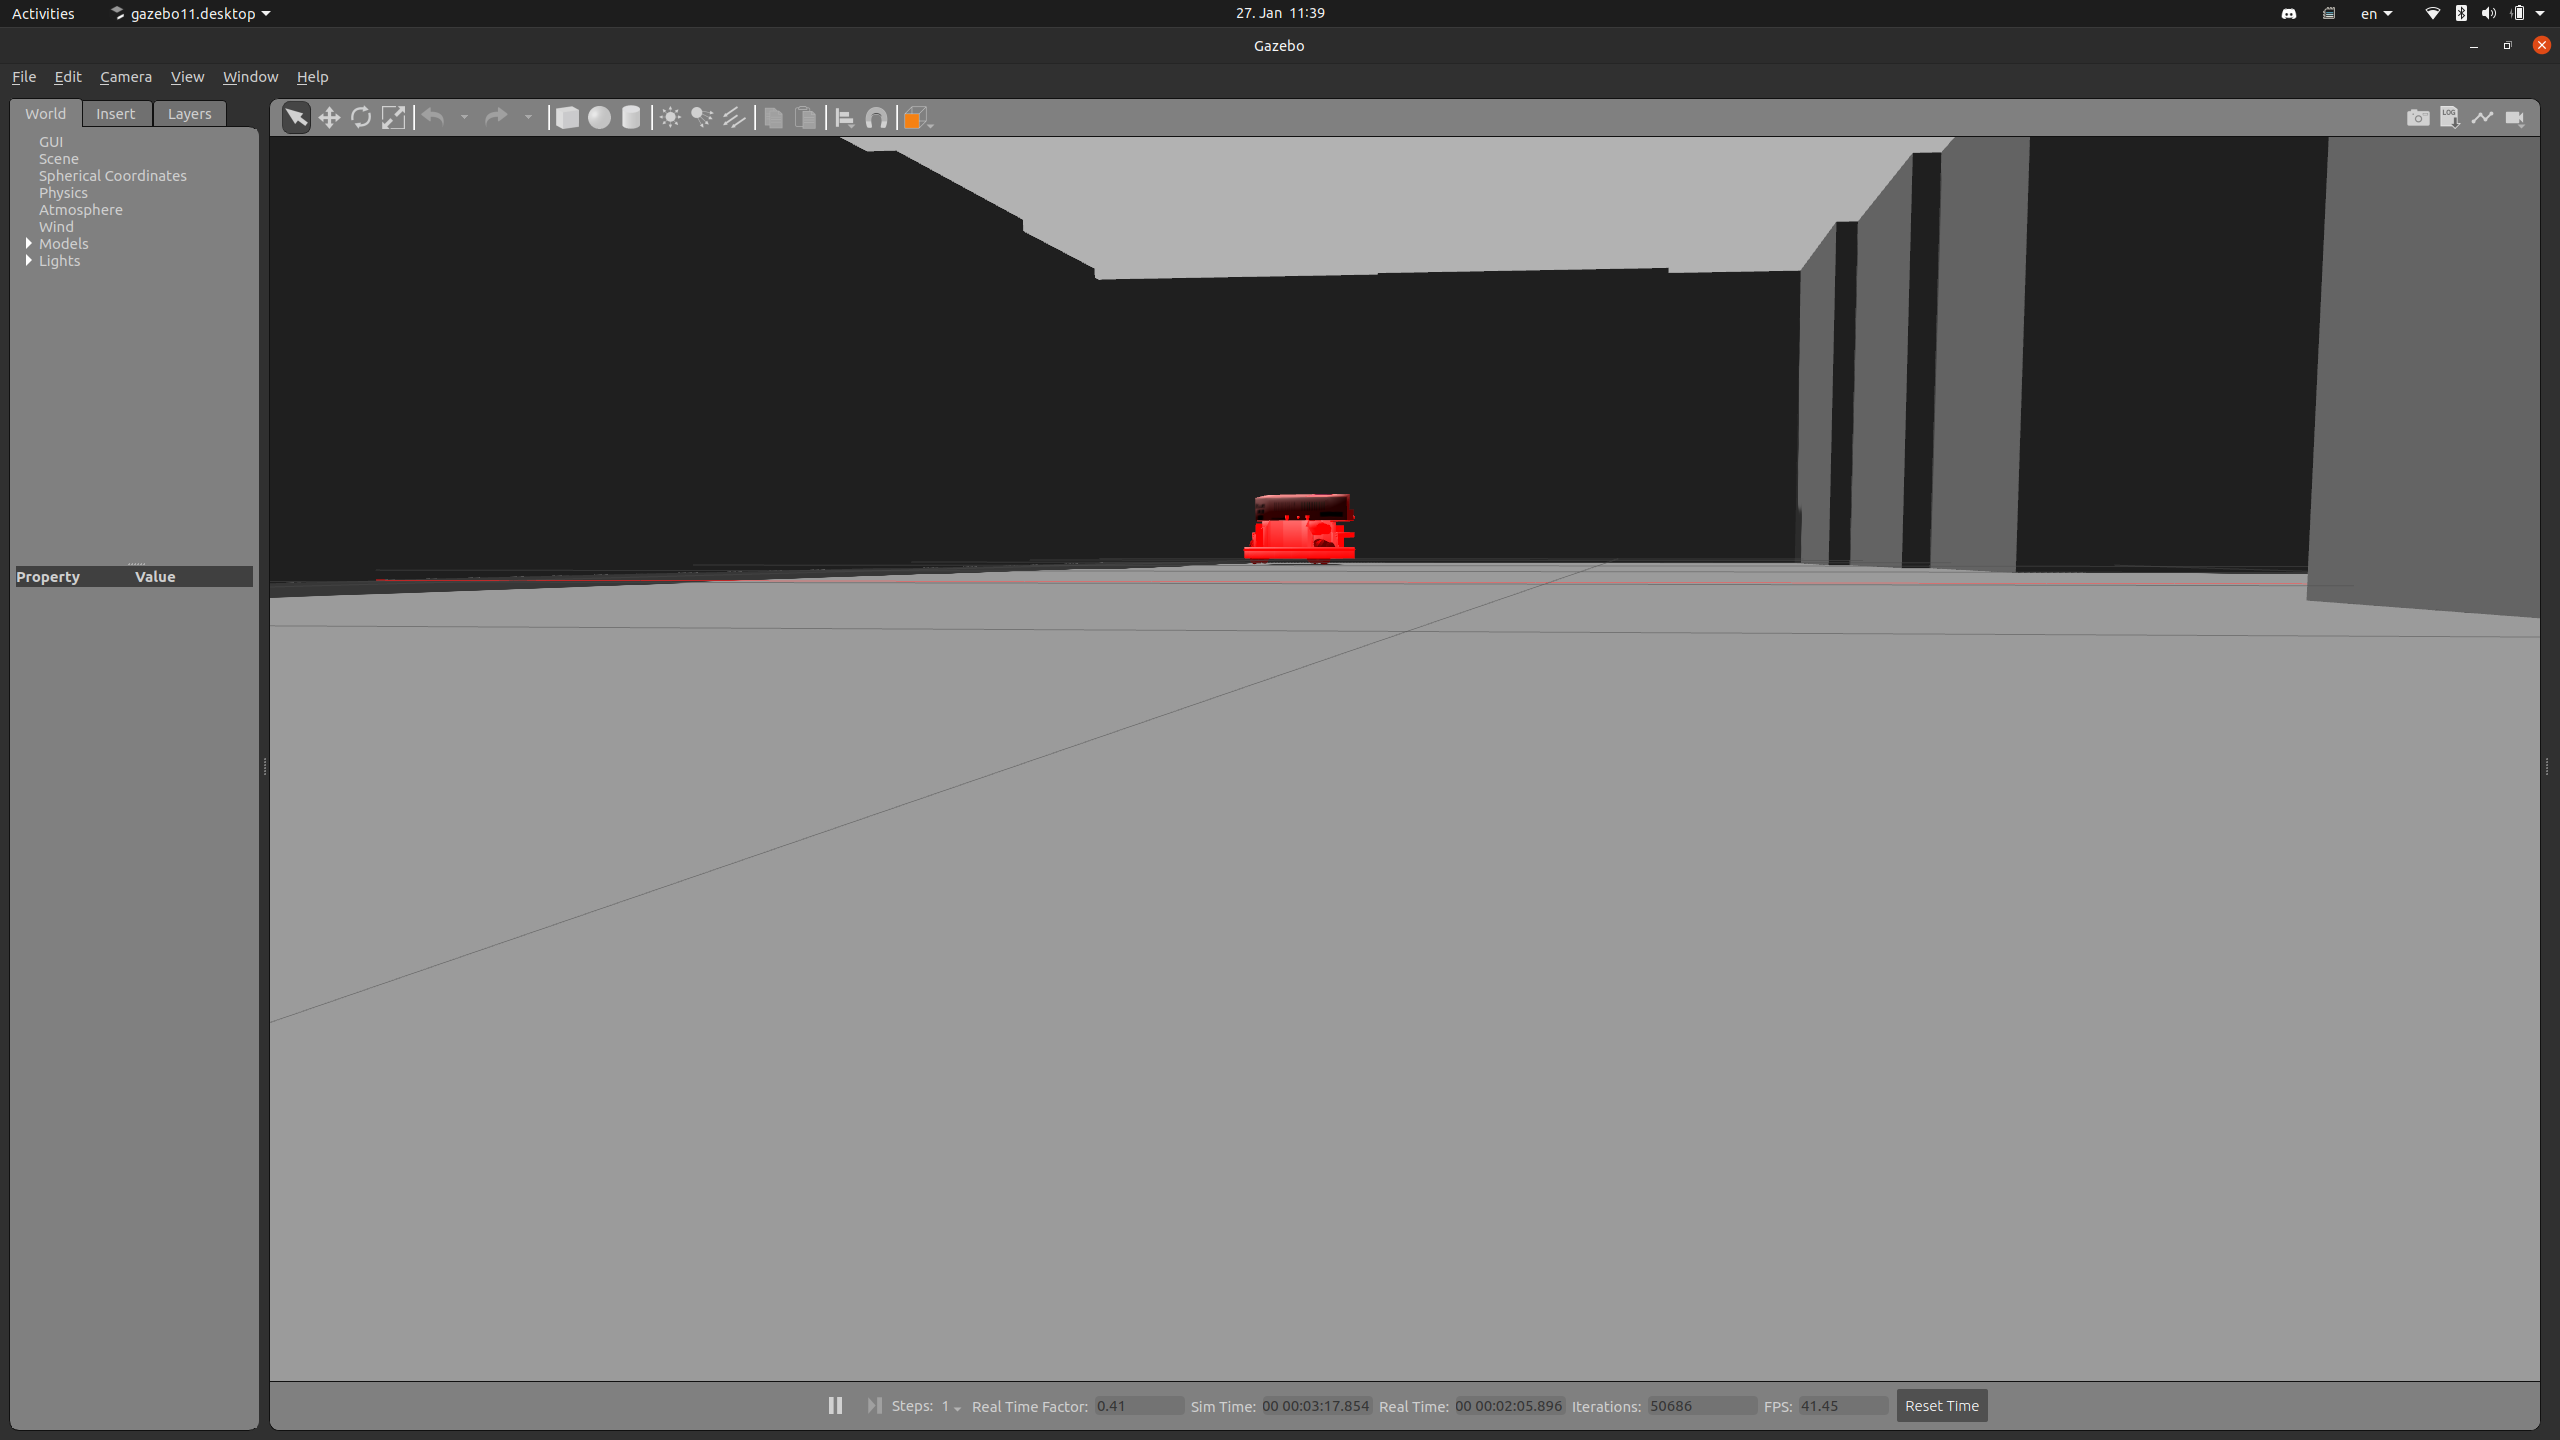 Activities gazebo11.desktop 27. Jan 11:39 en
Gazebo
File Edit Camera View Window Help
World Insert Layers
GUI
Scene
Spherical Coordinates
Physics
Atmosphere
Wind
Models
Lights
Property Value
LOG
Steps: 1 Real Time Factor: 0.41 Sim Time: 00 00:03:17.854 Real Time: 00 00:02:05.896 Iterations: 50686 FPS: 41.45 Reset Time